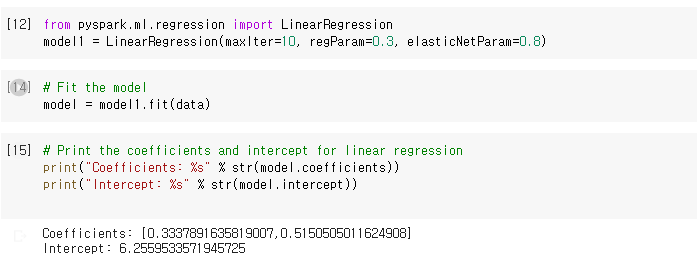 [12] from pyspark.ml.regression import LinearRegression
model1 = LinearRegression(maxIter=10, regParam=0.3, elasticNetParam=0.8)
[14] # Fit the model
model = model1.fit(data)
[15] # Print the coefficients and intercept for linear regression
print("Coefficients: %s" % str(model.coefficients))
print("Intercept: %s" % str(model.intercept))
Coefficients: [0.3337891635819007,0.5150505011624908]
Intercept: 6.2559533571945725